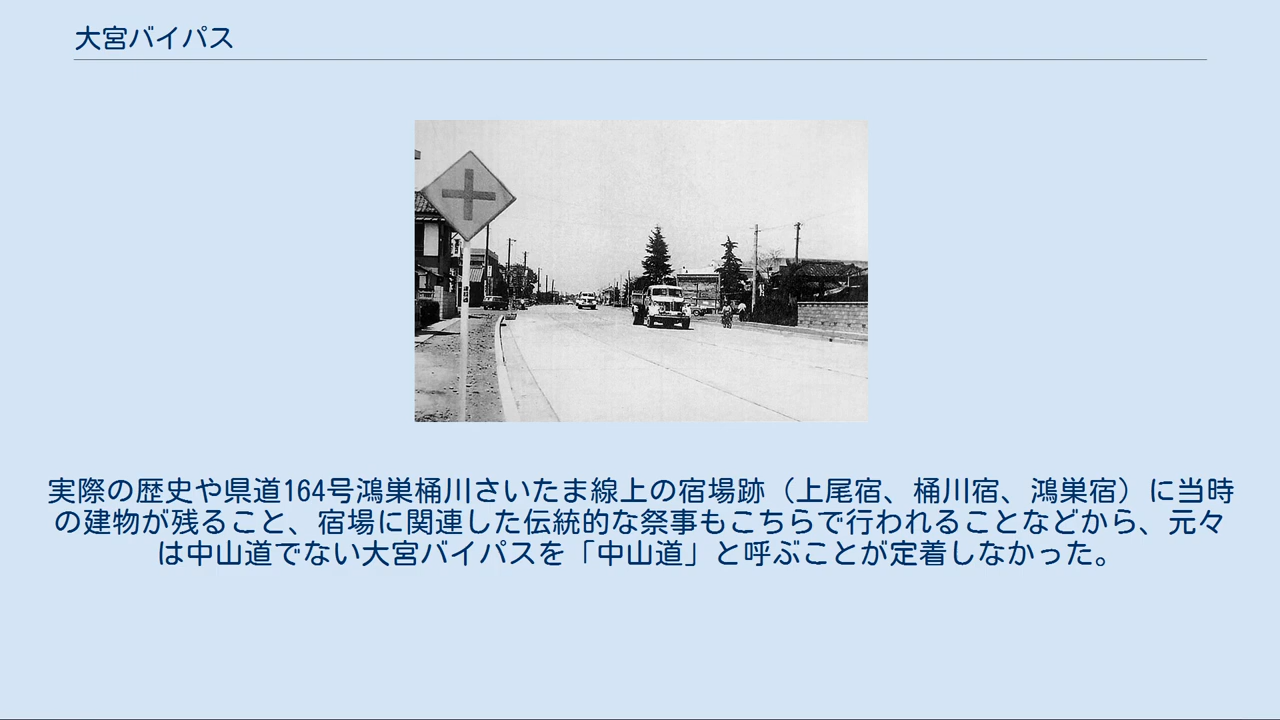 大宮バイパス
実際の歴史や県道164号鴻巣桶川さいたま線上の宿場跡（上尾宿、桶川宿、鴻巣宿）に当時
の建物が残ること、宿場に関連した伝統的な祭事もこちらで行われることなどから、元々
は中山道でない大宮バイパスを「中山道」と呼ぶことが定着しなかった。